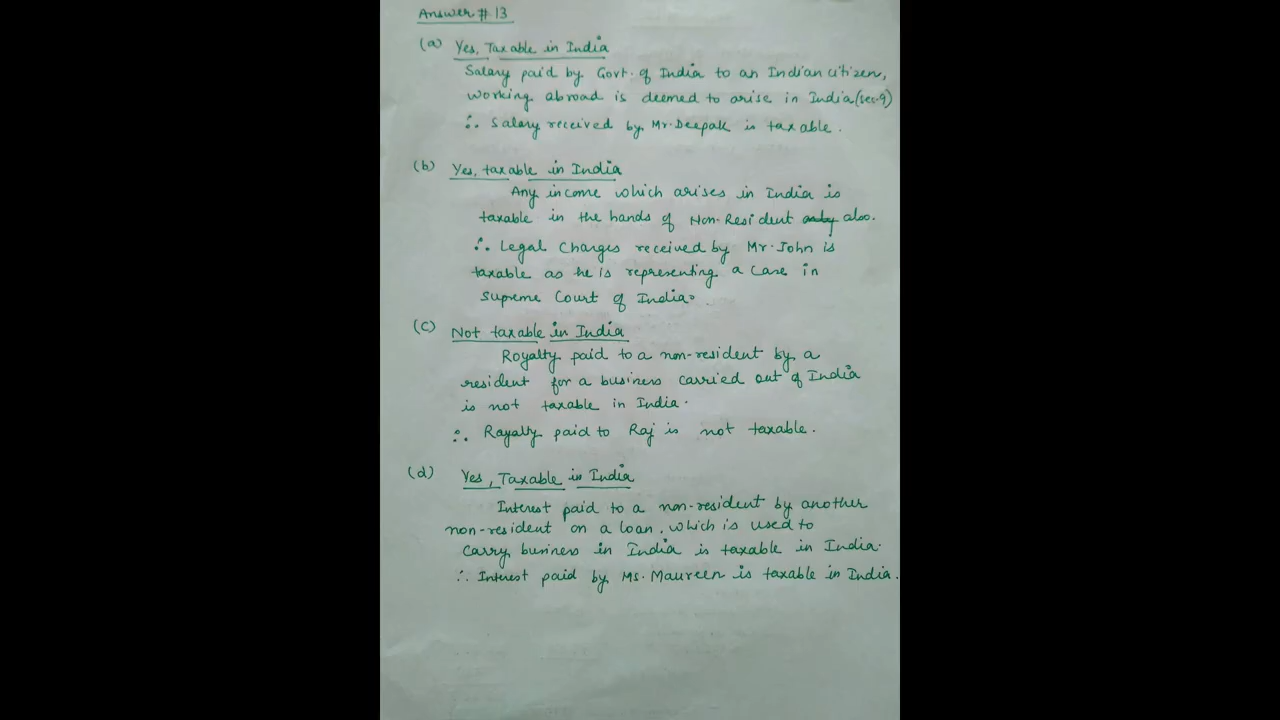 Answer # 13
(a) Yes, Taxable in India
Salary paid by Govt. of India to an Indian citizen,
working abroad is deemed to arise in India (sec-9)
∴ Salary received by Mr. Deepak is taxable.
(b) Yes, taxable in India
Any income which arises in India is
taxable in the hands of Non-Resident only also.
∴ Legal Charges received by Mr. John is
taxable as he is representing a case in
Supreme Court of India.
(c) Not taxable in India
Royalty paid to a non-resident by a
resident for a business carried out of India
is not taxable in India.
∴ Rayalty paid to Raj is not taxable.
(d) Yes, Taxable in India
Interest paid to a non-resident by another
non-resident on a loan, which is used to
carry business in India is taxable in India.
∴ Interest paid by Ms. Maureen is taxable in India.